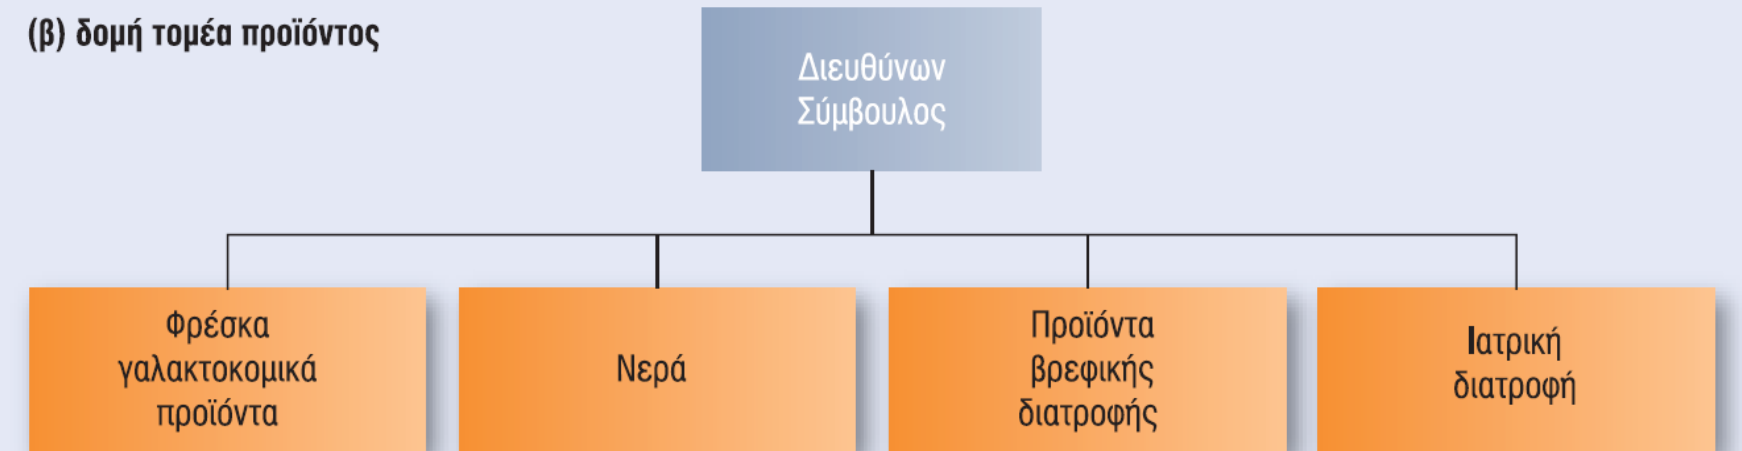 (β) δομή τομέα προϊόντος
Διευθύνων
Σύμβουλος
Φρέσκα
γαλακτοκομικά
προϊόντα
Νερά
Προϊόντα
βρεφικής
διατροφής
Ιατρική
διατροφή